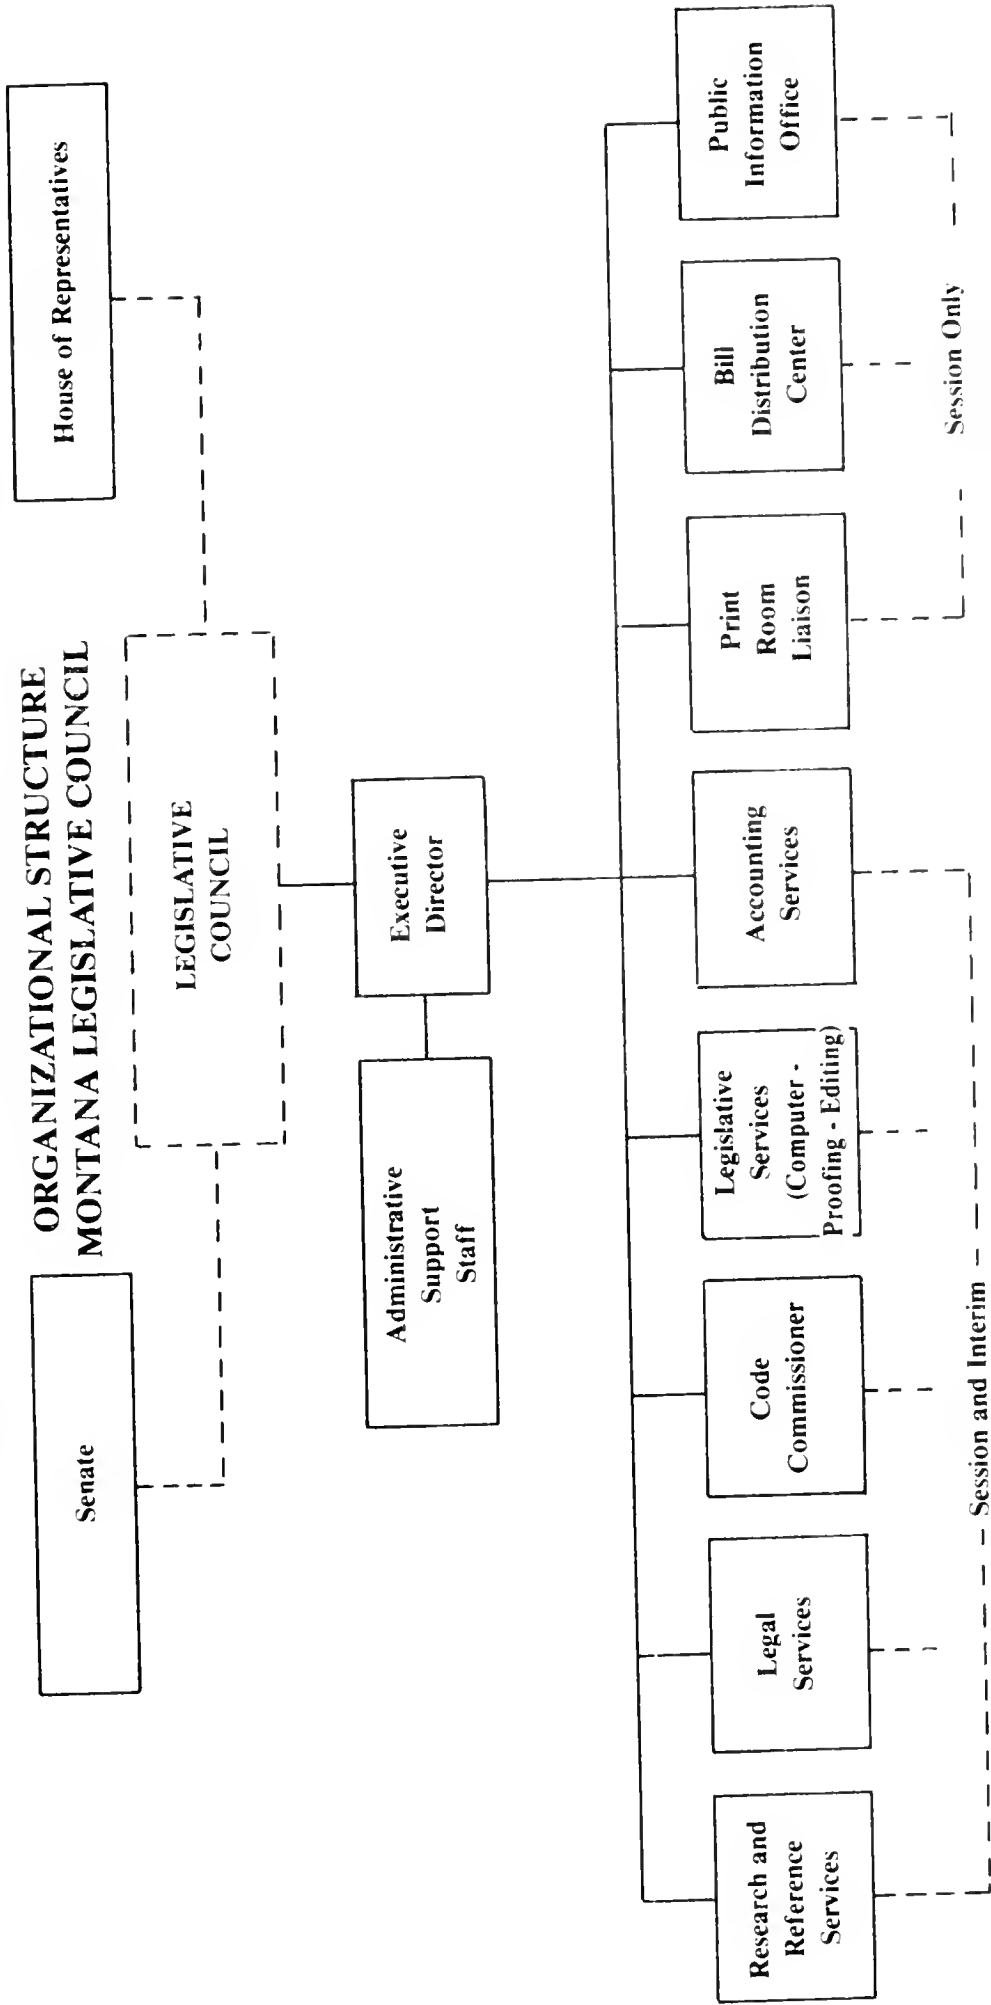 ORGANIZATIONAL STRUCTURE
MONTANA LEGISLATIVE COUNCIL
Senate
House of Representatives
LEGISLATIVE
COUNCIL
Administrative
Support
Staff
Executive
Director
Research and
Reference
Services
Legal
Services
Code
Commissioner
Legislative
Services
(Computer -
Proofing - Editing)
Accounting
Services
Print
Room
Liaison
Bill
Distribution
Center
Public
Information
Office
Session and Interim
Session Only